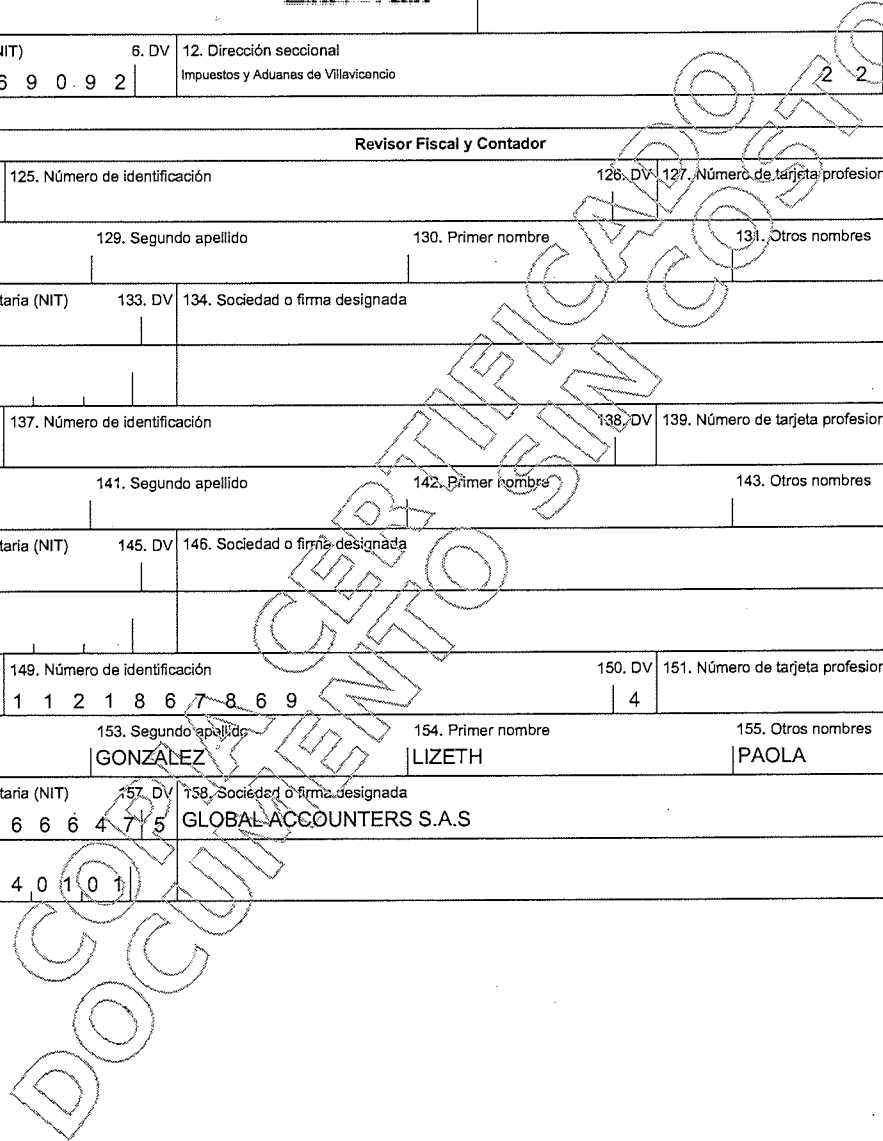 NIT) 6. DV 12. Dirección seccional
6 9 0 9 2 Impuestos y Aduanas de Villavicencio 2 2
Revisor Fiscal y Contador
125. Número de identificación 126. DV 127. Número de tarjeta profesion
129. Segundo apellido 130. Primer nombre 131. Otros nombres
taria (NIT) 133. DV 134. Sociedad o firma designada
137. Número de identificación 138. DV 139. Número de tarjeta profesion
141. Segundo apellido 142. Primer nombre 143. Otros nombres
taria (NIT) 145. DV 146. Sociedad o firma designada
149. Número de identificación 150. DV 151. Número de tarjeta profesion
1 1 2 1 8 6 7 8 6 9 4
153. Segundo apellido 154. Primer nombre 155. Otros nombres
GONZALEZ LIZETH PAOLA
taria (NIT) 157. DV 158. Sociedad o firma designada
6 6 6 4 7 5 GLOBAL ACCOUNTERS S.A.S
4 0 1 0 1
COPIA CERTIFICADO
DOCUMENTO SIN COSTO